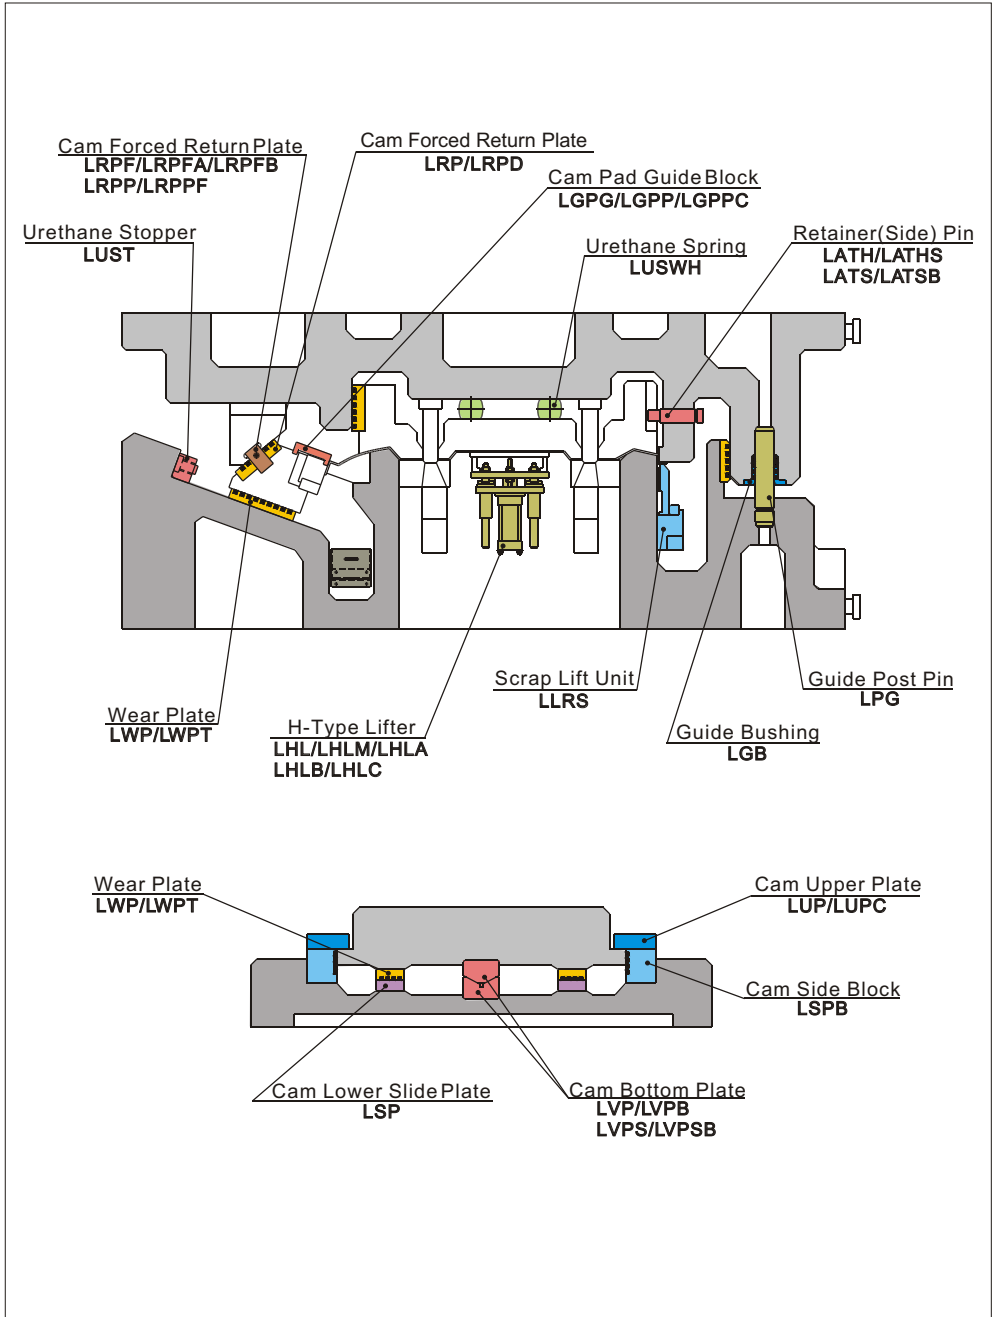 Cam Forced Return Plate
LRPF/LRPFA/LRPFB
LRPP/LRPPF
Cam Forced Return Plate
LRP/LRPD
Cam Pad Guide Block
LGPG/LGPP/LGPPC
Urethane Stopper
LUST
Urethane Spring
LUSWH
Retainer(Side) Pin
LATH/LATHS
LATS/LATSB
Wear Plate
LWP/LWPT
H-Type Lifter
LHL/LHLM/LHLA
LHLB/LHLC
Scrap Lift Unit
LLRS
Guide Bushing
LGB
Guide Post Pin
LPG
Wear Plate
LWP/LWPT
Cam Upper Plate
LUP/LUPC
Cam Side Block
LSPB
Cam Lower Slide Plate
LSP
Cam Bottom Plate
LVP/LVPB
LVPS/LVPSB